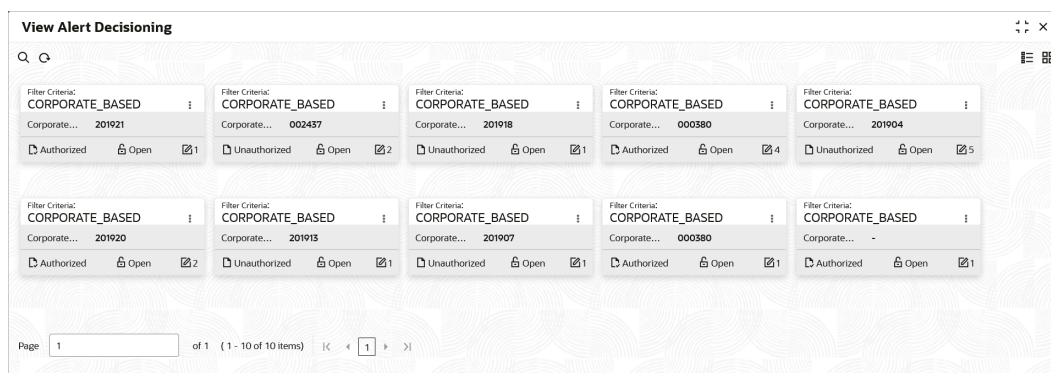 View Alert Decisioning
Filter Criteria: Filter Criteria: Filter Criteria: Filter Criteria: Filter Criteria:
CORPORATE_BASED CORPORATE_BASED CORPORATE_BASED CORPORATE_BASED CORPORATE_BASED
Corporate... 201921 Corporate... 002437 Corporate... 201918 Corporate... 000380 Corporate... 201904
Authorized Open 1 Unauthorized Open 2 Unauthorized Open 1 Authorized Open 4 Unauthorized Open 5
Filter Criteria: Filter Criteria: Filter Criteria: Filter Criteria: Filter Criteria:
CORPORATE_BASED CORPORATE_BASED CORPORATE_BASED CORPORATE_BASED CORPORATE_BASED
Corporate... 201920 Corporate... 201913 Corporate... 201907 Corporate... 000380 Corporate... -
Authorized Open 2 Unauthorized Open 1 Unauthorized Open 1 Authorized Open 1 Authorized Open 1
Page 1 of 1 ( 1 - 10 of 10 items) 1